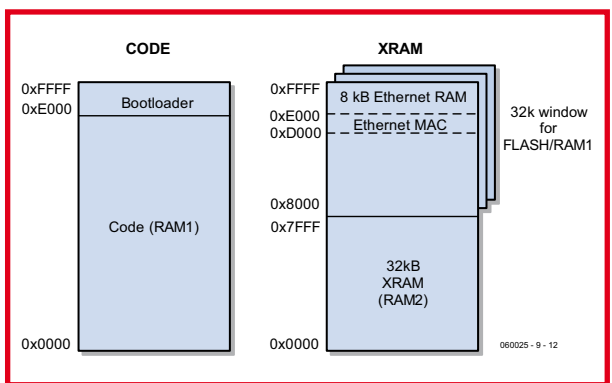 CODE
0xFFFF
0xE000
Bootloader
Code (RAM1)
0x0000
XRAM
0xFFFF
8 kB Ethernet RAM
0xE000
Ethernet MAC
0xD000
0x8000
0x7FFF
32kB
XRAM
(RAM2)
0x0000
32k window
for
FLASH/RAM1
060025 - 9 - 12